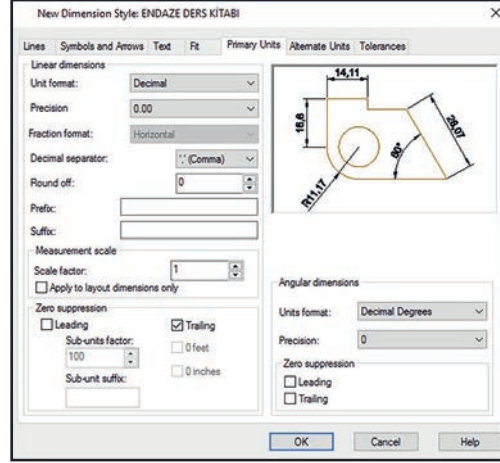 New Dimension Style: ENDAZE DERS KİTABI
Lines Symbols and Arrows Text Fit Primary Units Alternate Units Tolerances
Linear dimensions
Unit format: Decimal
Precision 0.00
Fraction format: Horizontal
Decimal separator: ',' (Comma)
Round off: 0
Prefix:
Suffix:
Measurement scale
Scale factor: 1
Apply to layout dimensions only
Zero suppression
Leading
Trailing
Sub-units factor:
100
0 feet
0 inches
Sub-unit suffix:
14,11
16,6
28,07
60°
R11,17
Angular dimensions
Units format: Decimal Degrees
Precision: 0
Zero suppression
Leading
Trailing
OK Cancel Help